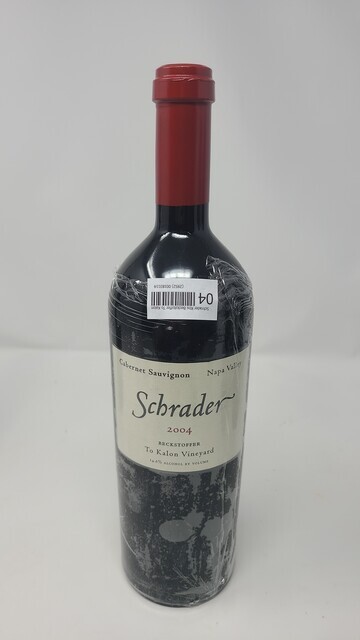 04
Cabernet Sauvignon Napa Valley
Schrader
2004
BECKSTOFFER
To Kalon Vineyard